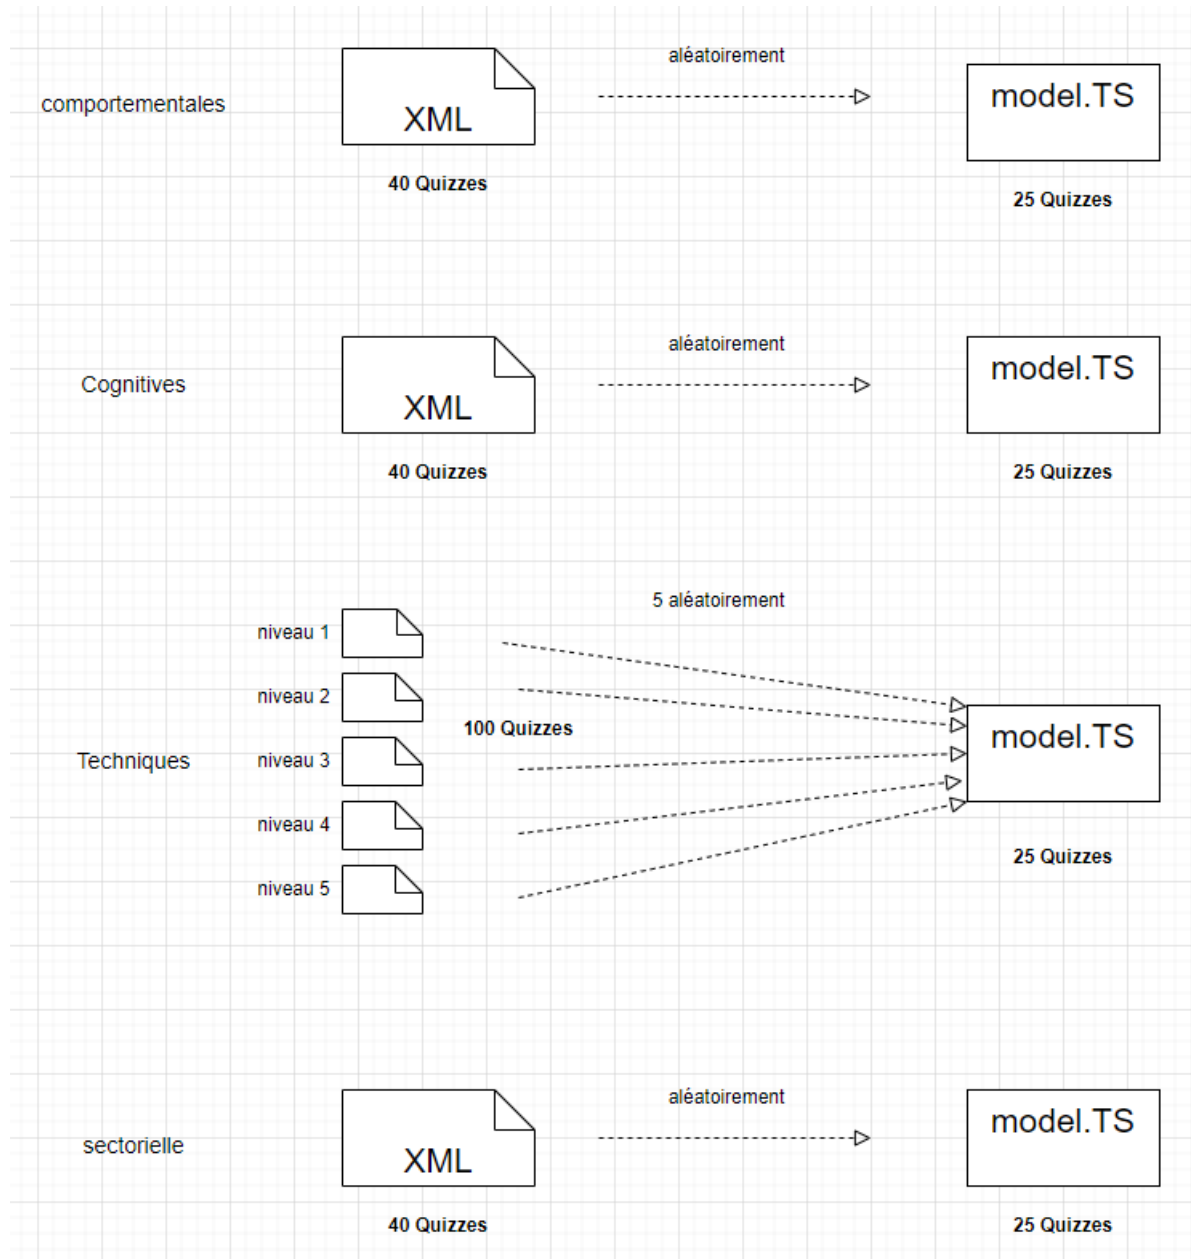 aléatoirement
comportementales
XML
model.TS
40 Quizzes
25 Quizzes
aléatoirement
Cognitives
XML
model.TS
40 Quizzes
25 Quizzes
5 aléatoirement
niveau 1
niveau 2
100 Quizzes
model.TS
Techniques
niveau 3
niveau 4
25 Quizzes
niveau 5
aléatoirement
sectorielle
XML
model.TS
40 Quizzes
25 Quizzes